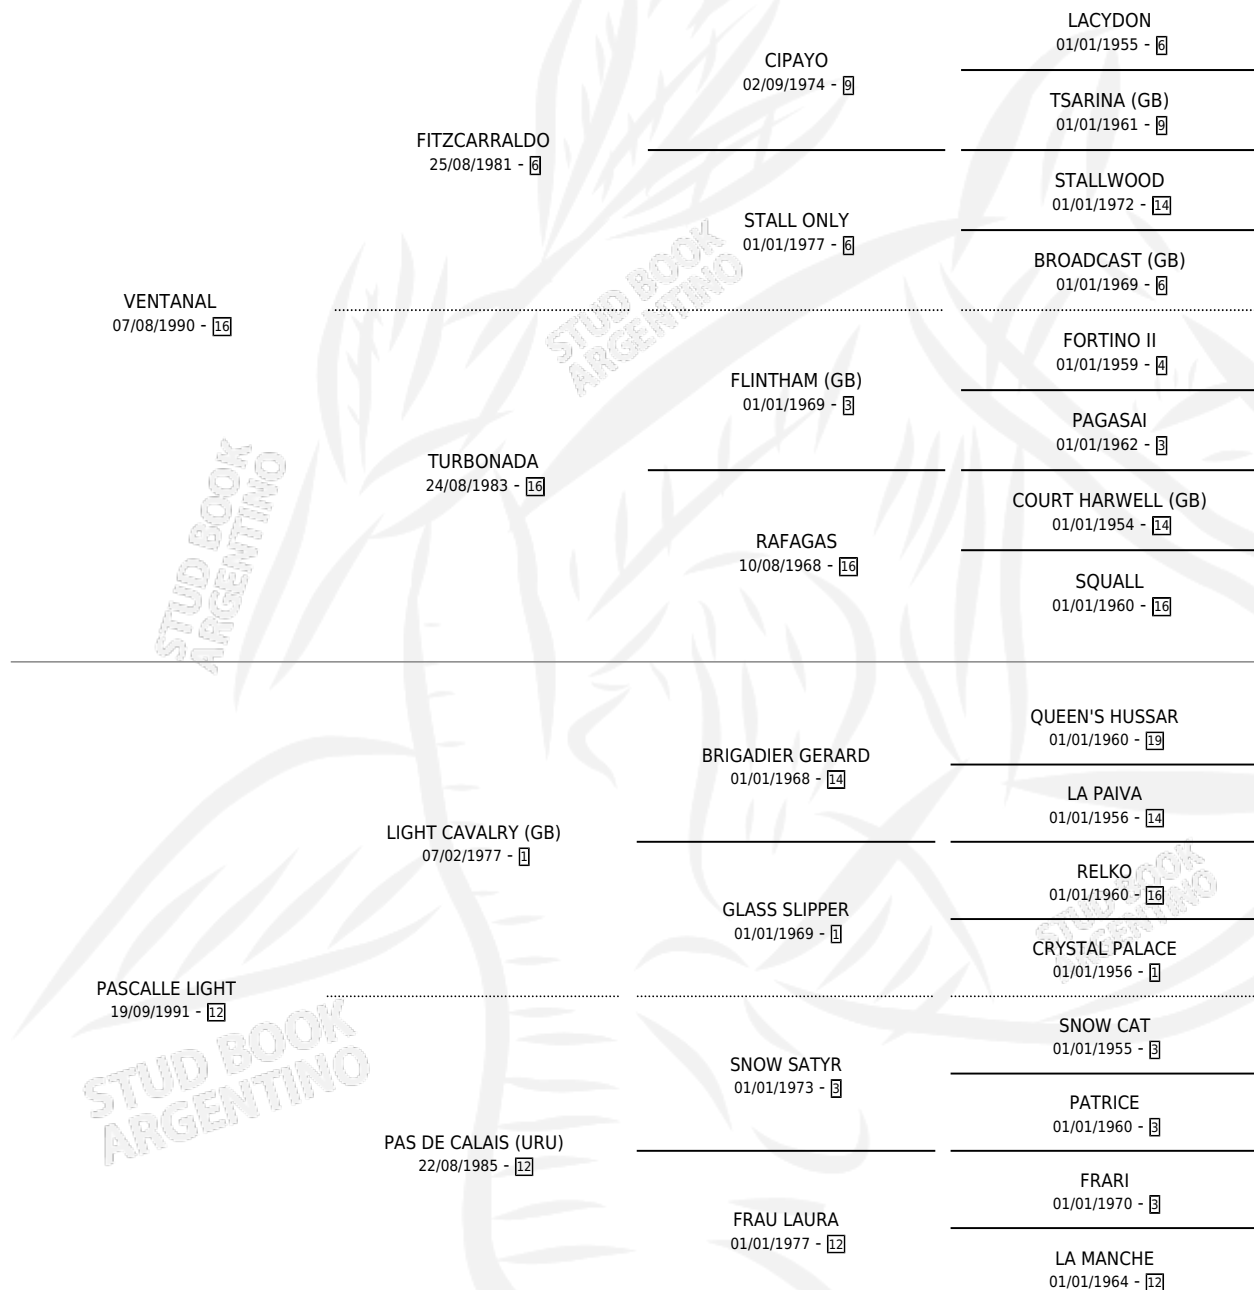 LACYDON
01/01/1955 - 6
CIPAYO
02/09/1974 - 9
TSARINA (GB)
01/01/1961 - 9
FITZCARRALDO
25/08/1981 - 6
STALLWOOD
01/01/1972 - 14
STALL ONLY
01/01/1977 - 6
BROADCAST (GB)
01/01/1969 - 6
VENTANAL
07/08/1990 - 16
FORTINO II
01/01/1959 - 4
FLINTHAM (GB)
01/01/1969 - 3
PAGASAI
01/01/1962 - 3
TURBONADA
24/08/1983 - 16
COURT HARWELL (GB)
01/01/1954 - 14
RAFAGAS
10/08/1968 - 16
SQUALL
01/01/1960 - 16
QUEEN'S HUSSAR
01/01/1960 - 19
BRIGADIER GERARD
01/01/1968 - 14
LA PAIVA
01/01/1956 - 14
LIGHT CAVALRY (GB)
07/02/1977 - 1
RELKO
01/01/1960 - 16
GLASS SLIPPER
01/01/1969 - 1
CRYSTAL PALACE
01/01/1956 - 1
PASCALLE LIGHT
19/09/1991 - 12
SNOW CAT
01/01/1955 - 3
SNOW SATYR
01/01/1973 - 3
PATRICE
01/01/1960 - 3
PAS DE CALAIS (URU)
22/08/1985 - 12
FRARI
01/01/1970 - 3
FRAU LAURA
01/01/1977 - 12
LA MANCHE
01/01/1964 - 12
STUD BOOK
ARGENTINO
STUD BOOK
ARGENTINO
STUD BOOK
ARGENTINO
STUD BOOK
ARGENTINO